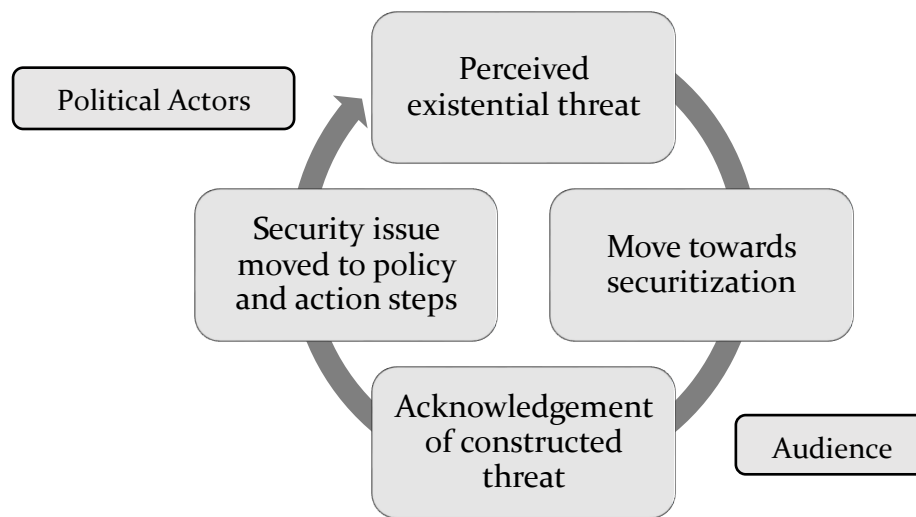 Perceived
existential threat
Political Actors
Security issue
moved to policy
and action steps
Move towards
securitization
Acknowledgement
of constructed
threat
Audience